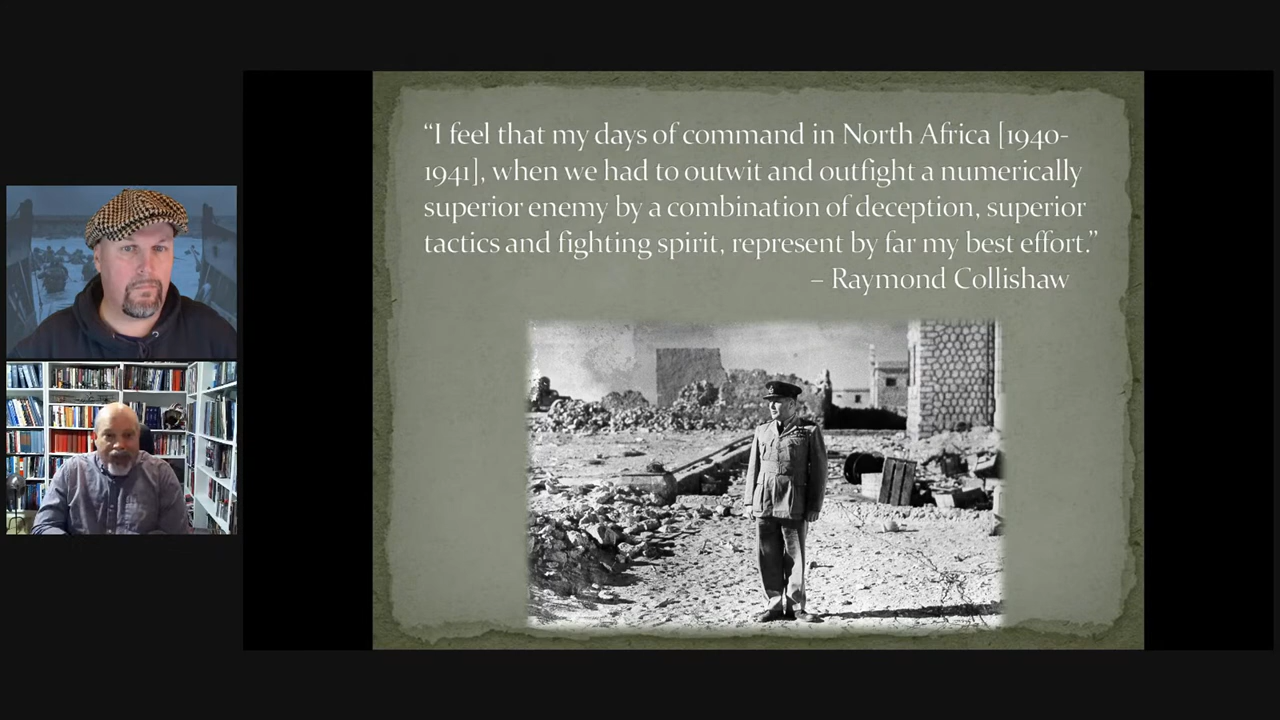 “I feel that my days of command in North Africa [1940-
1941], when we had to outwit and outfight a numerically
superior enemy by a combination of deception, superior
tactics and fighting spirit, represent by far my best effort.”
– Raymond Collishaw